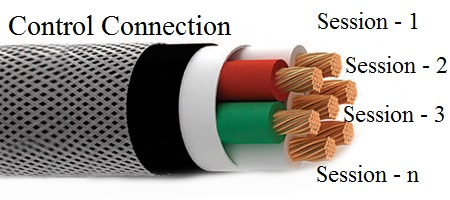 Control Connection
Session - 1
Session - 2
Session - 3
Session - n